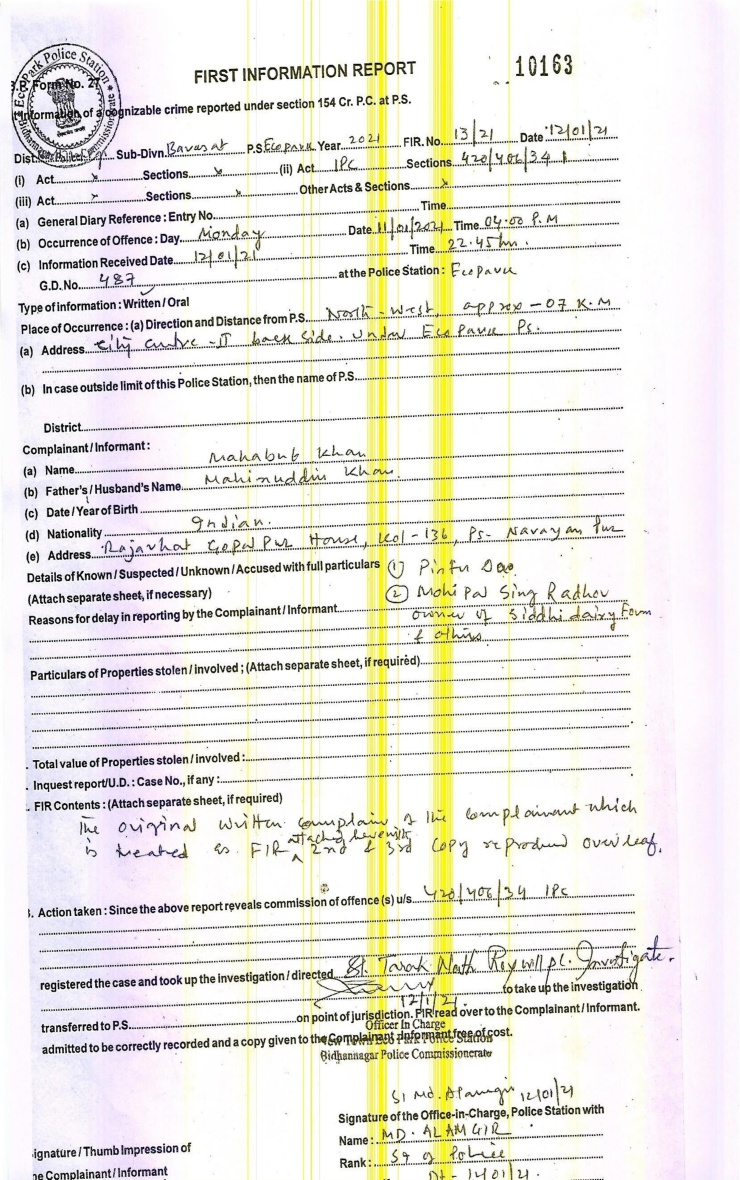 EcoPark Police Station
Bidhannagar Police Commissionerate
FIRST INFORMATION REPORT
10163
Form No. 27
Information of a cognizable crime reported under section 154 Cr. P.C. at P.S.
Dist. Sub-Divn. Barasat P.S. Ecopark Year 2021 FIR. No. 13/21 Date 12/01/21
(i) Act Sections (ii) Act IPC Sections 420/406/34
(iii) Act Sections Other Acts & Sections
(a) General Diary Reference : Entry No. Time
(b) Occurrence of Offence : Day Monday Date 11/01/2021 Time 04.00 P.M
(c) Information Received Date 12/01/21 Time 22.45 hrs.
G.D. No. 487 at the Police Station : Ecopark
Type of information : Written / Oral
Place of Occurrence : (a) Direction and Distance from P.S. North-West, approx - 07 K.M
(a) Address City Centre - II back side. Under Eco Park Ps.
(b) In case outside limit of this Police Station, then the name of P.S.
District
Complainant / Informant :
(a) Name Mahabub Khan
(b) Father's / Husband's Name Mahinuddin Khan
(c) Date / Year of Birth
(d) Nationality Indian.
(e) Address Rajarhat Gopal Pur House, Kol-136, Ps- Narayan Pur
Details of Known / Suspected / Unknown / Accused with full particulars (1) Pintu
(Attach separate sheet, if necessary) (2) Mohi Pal Sing
Reasons for delay in reporting by the Complainant / Informant owner of Siddhi dairy Form
& others
Particulars of Properties stolen / involved ; (Attach separate sheet, if required)
Total value of Properties stolen / involved :
Inquest report/U.D. : Case No., if any :
FIR Contents : (Attach separate sheet, if required)
The original written complain of the complainant which
is treated as FIR attached herewith 2nd & 3rd copy reproduced overleaf.
Action taken : Since the above report reveals commission of offence (s) u/s 420/406/34 IPC
registered the case and took up the investigation / directed SI. Tarak Nath Roy will pl. Investigate.
to take up the investigation
12/1/21
transferred to P.S. on point of jurisdiction. FIR read over to the Complainant / Informant.
Officer In Charge
admitted to be correctly recorded and a copy given to the Complainant Informant free of cost.
Bidhannagar Police Commissionerate
SI Md. Alamgir 12/01/21
Signature of the Office-in-Charge, Police Station with
Name : MD. ALAMGIR
Rank : SI of Police
ignature / Thumb Impression of
he Complainant / Informant